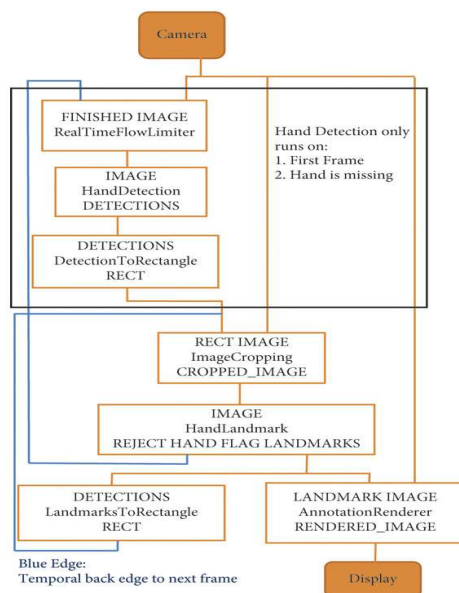 Camera
FINISHED IMAGE
RealTimeFlowLimiter
Hand Detection only
runs on:
1. First Frame
2. Hand is missing
IMAGE
HandDetection
DETECTIONS
DETECTIONS
DetectionToRectangle
RECT
RECT IMAGE
ImageCropping
CROPPED_IMAGE
IMAGE
HandLandmark
REJECT HAND FLAG LANDMARKS
DETECTIONS
LandmarksToRectangle
RECT
LANDMARK IMAGE
AnnotationRenderer
RENDERED_IMAGE
Blue Edge:
Temporal back edge to next frame
Display